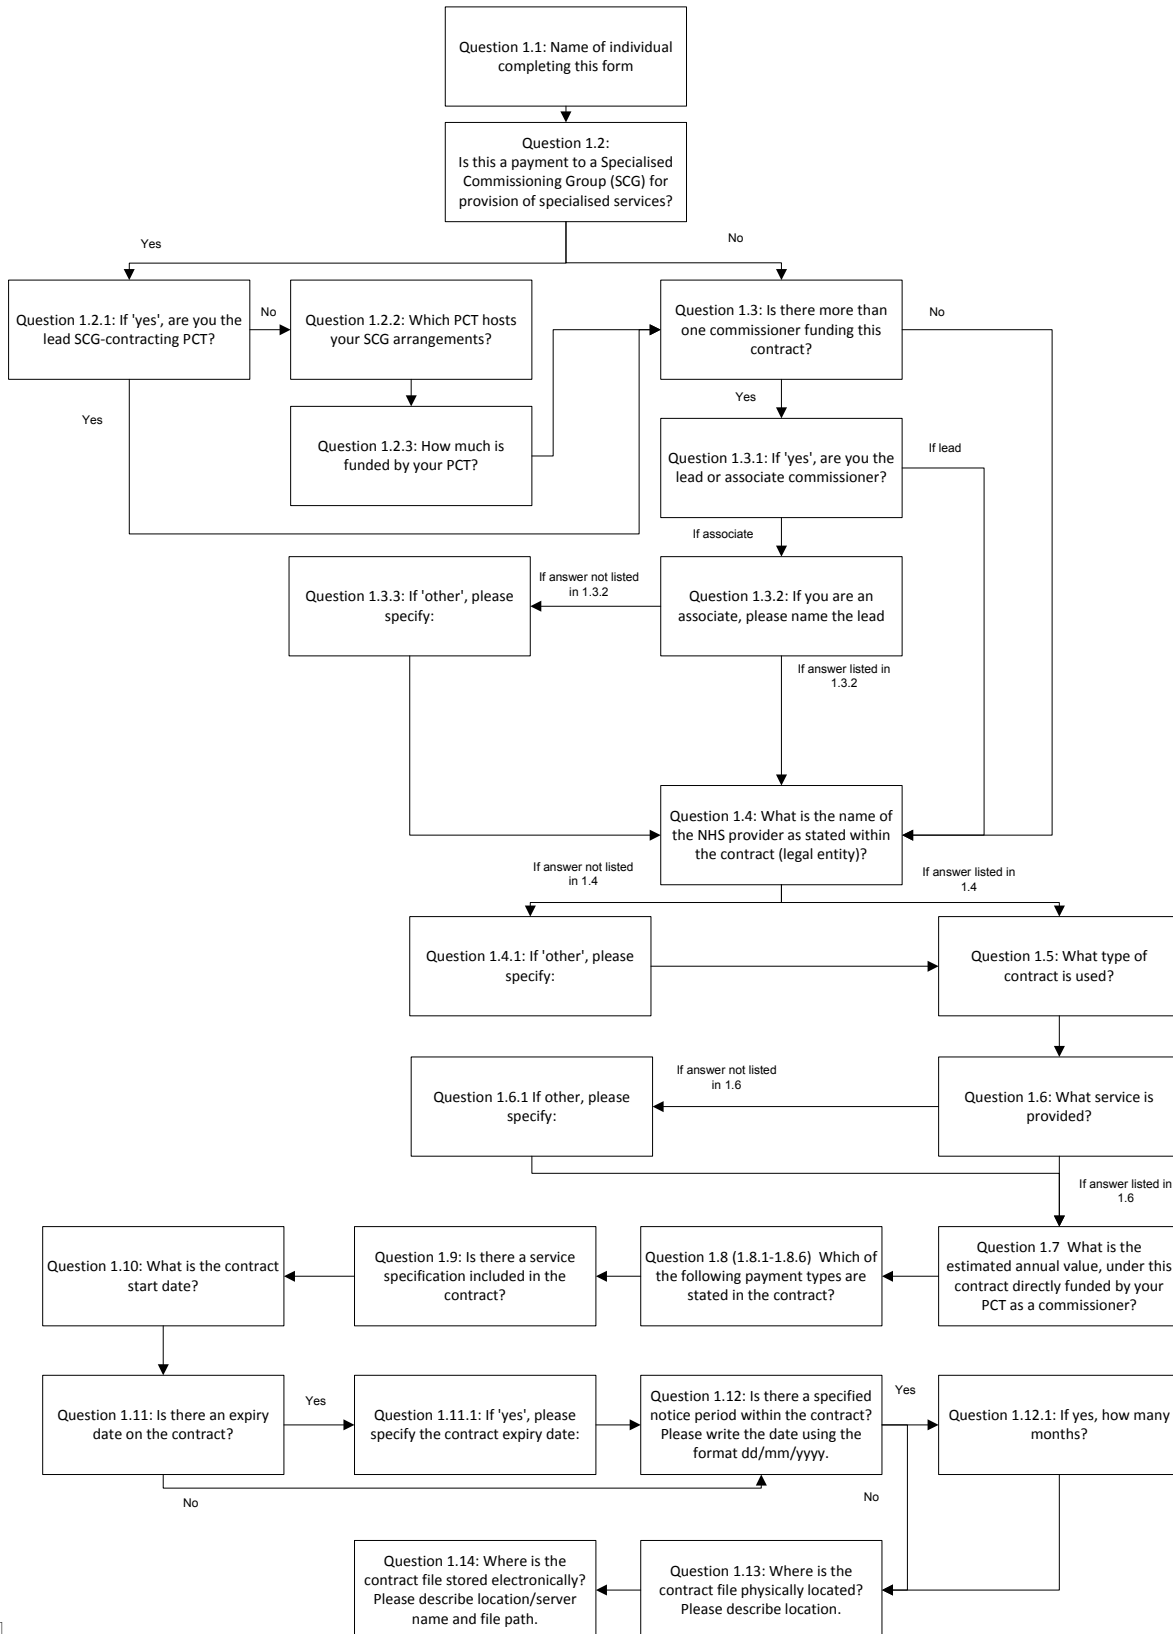 Question 1.1: Name of individual
completing this form
Question 1.2:
Is this a payment to a Specialised
Commissioning Group (SCG) for
provision of specialised services?
Yes
No
Question 1.2.1: If 'yes', are you the
lead SCG-contracting PCT?
No
Question 1.2.2: Which PCT hosts
your SCG arrangements?
Question 1.3: Is there more than
one commissioner funding this
contract?
No
Yes
Yes
Question 1.2.3: How much is
funded by your PCT?
Question 1.3.1: If 'yes', are you the
lead or associate commissioner?
If lead
If associate
Question 1.3.3: If 'other', please
specify:
If answer not listed
in 1.3.2
Question 1.3.2: If you are an
associate, please name the lead
If answer listed in
1.3.2
Question 1.4: What is the name of
the NHS provider as stated within
the contract (legal entity)?
If answer not listed
in 1.4
If answer listed in
1.4
Question 1.4.1: If 'other', please
specify:
Question 1.5: What type of
contract is used?
Question 1.6.1 If other, please
specify:
If answer not listed
in 1.6
Question 1.6: What service is
provided?
If answer listed in
1.6
Question 1.10: What is the contract
start date?
Question 1.9: Is there a service
specification included in the
contract?
Question 1.8 (1.8.1-1.8.6) Which of
the following payment types are
stated in the contract?
Question 1.7 What is the
estimated annual value, under this
contract directly funded by your
PCT as a commissioner?
Question 1.11: Is there an expiry
date on the contract?
Yes
Question 1.11.1: If 'yes', please
specify the contract expiry date:
Question 1.12: Is there a specified
notice period within the contract?
Please write the date using the
format dd/mm/yyyy.
Yes
Question 1.12.1: If yes, how many
months?
No
No
Question 1.14: Where is the
contract file stored electronically?
Please describe location/server
name and file path.
Question 1.13: Where is the
contract file physically located?
Please describe location.